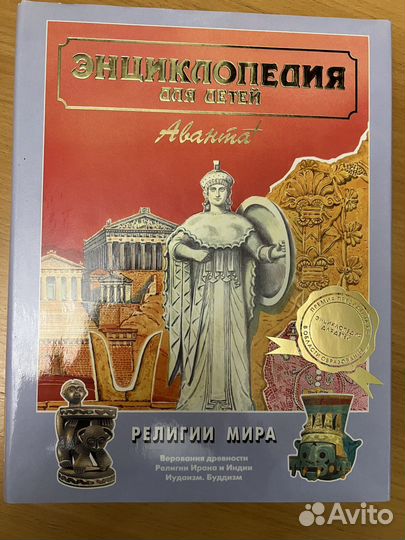 ЭНЦИКЛОПЕДИЯ
ДЛЯ ДЕТЕЙ
Аванта+
РЕЛИГИИ МИРА
Верования древности
Религии Ирана и Индии
Иудаизм. Буддизм
Avito